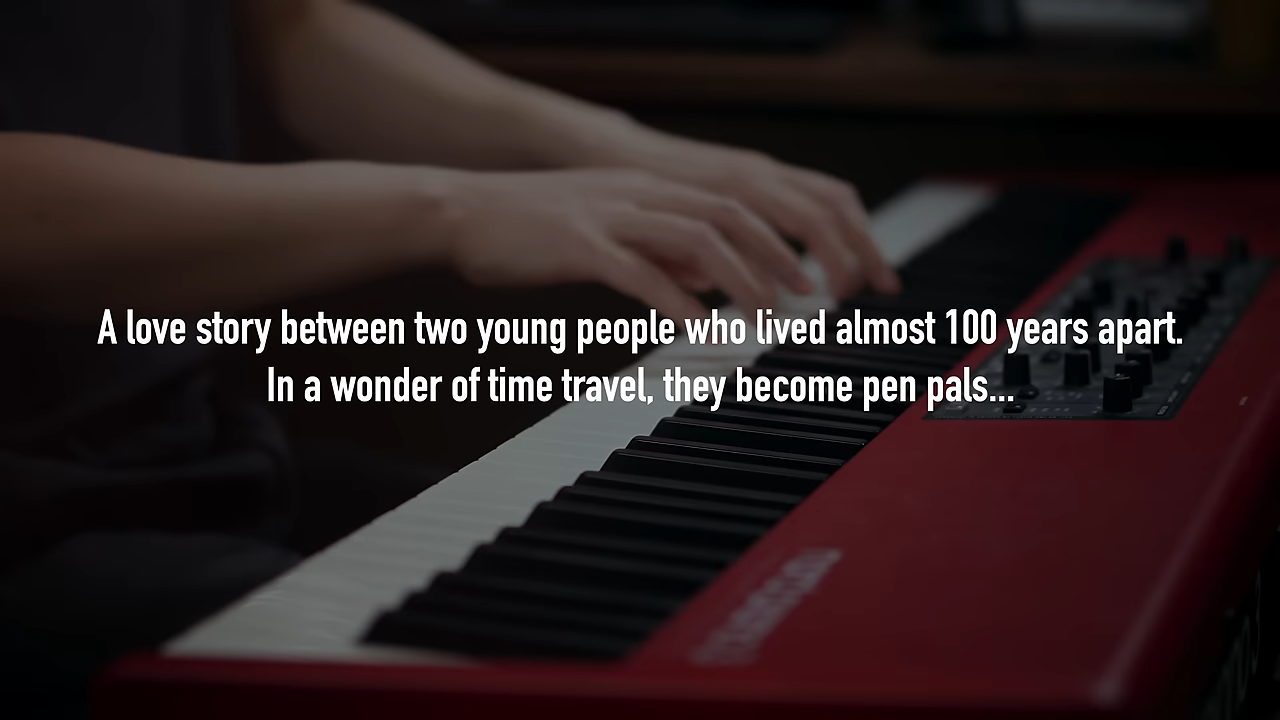 A love story between two young people who lived almost 100 years apart.
In a wonder of time travel, they become pen pals...